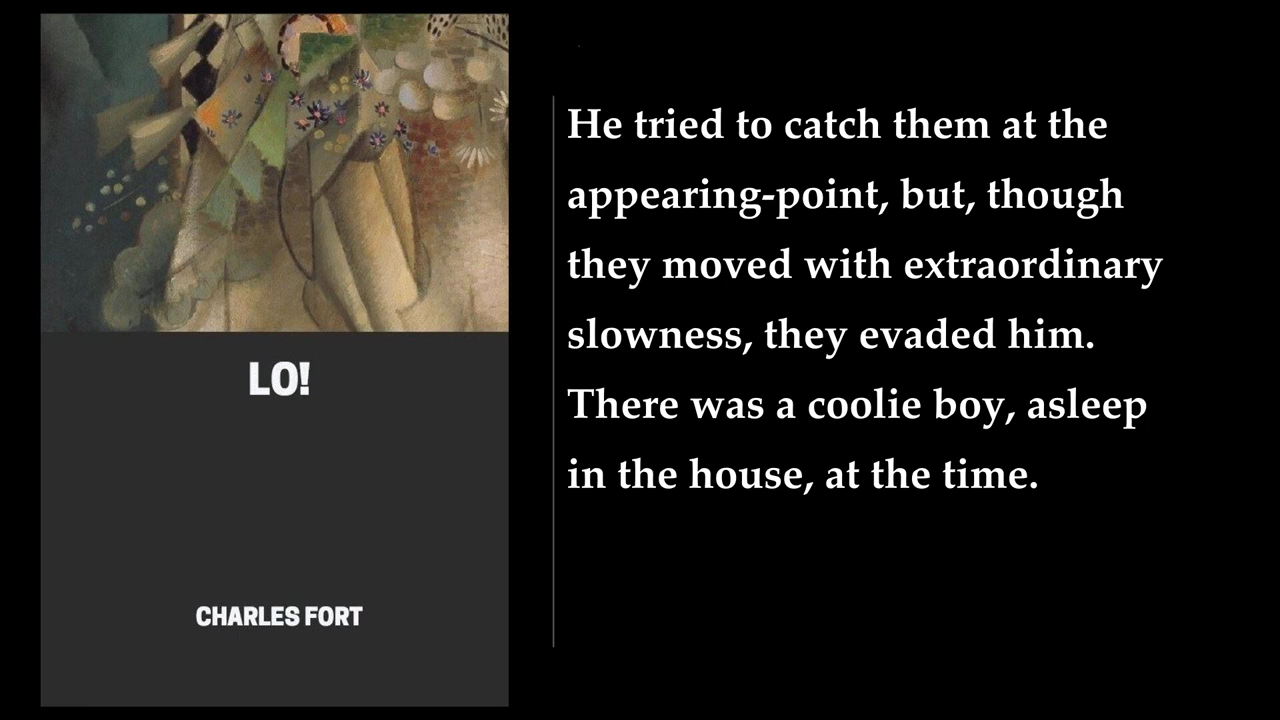 LO!
CHARLES FORT
He tried to catch them at the
appearing-point, but, though
they moved with extraordinary
slowness, they evaded him.
There was a coolie boy, asleep
in the house, at the time.